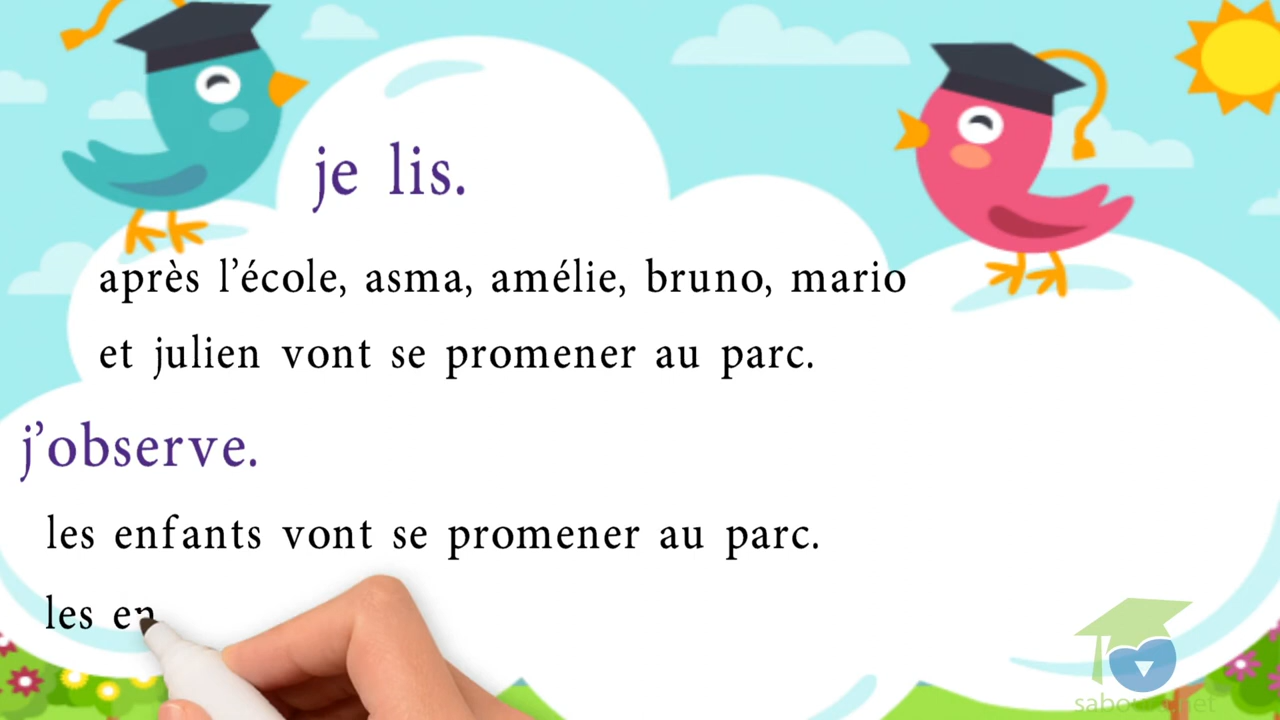 je lis.
après l'école, asma, amélie, bruno, mario
et julien vont se promener au parc.
j'observe.
les enfants vont se promener au parc.
les en